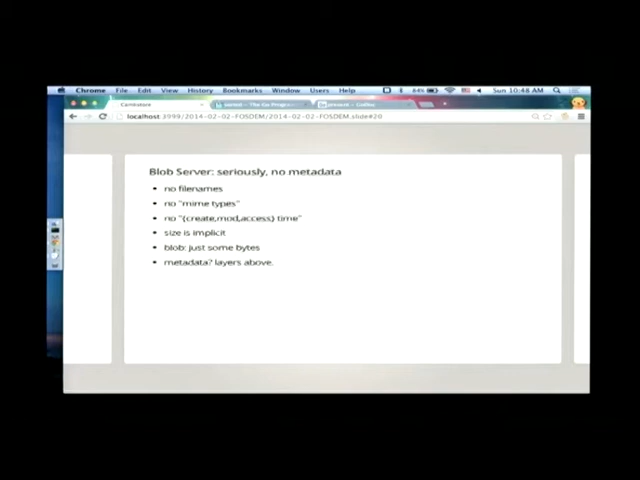 Chrome File Edit View History Bookmarks Window Users Help
Sun 10:48 AM
Camlistore
localhost:3999/2014-02-02-FOSDEM/2014-02-02-FOSDEM.slide#20
Blob Server: seriously, no metadata
• no filenames
• no "mime types"
• no "{create,mod,access} time"
• size is implicit
• blob: just some bytes
• metadata? layers above.